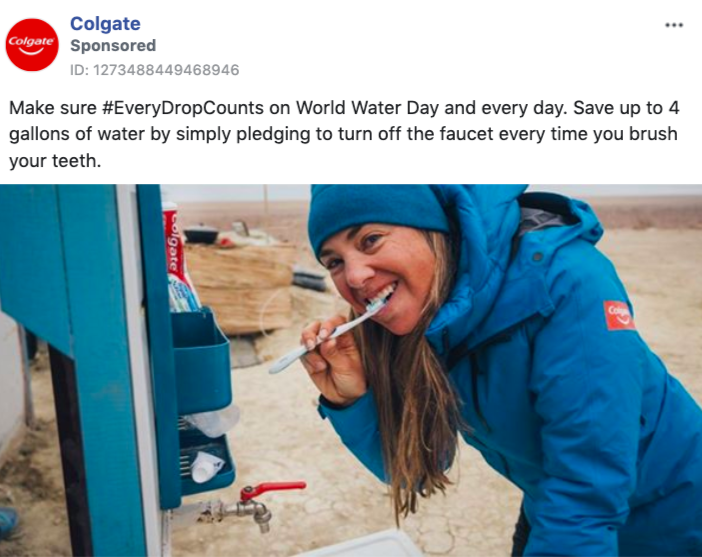 Colgate
Colgate
Sponsored
ID: 1273488449468946
Make sure #EveryDropCounts on World Water Day and every day. Save up to 4
gallons of water by simply pledging to turn off the faucet every time you brush
your teeth.
Colgate